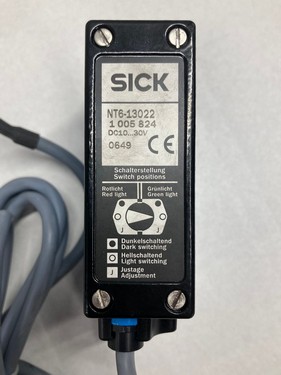 SICK
NT6-13022
1 005 824
DC10...30V
0649 CE
Schalterstellung
Switch positions
Rotlicht Grünlicht
Red light Green light
J J
Dunkelschaltend
Dark switching
Hellschaltend
Light switching
J Justage
Adjustment